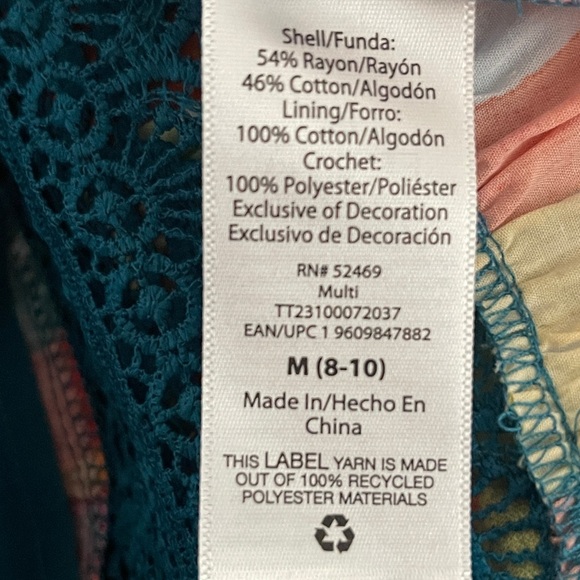 Shell/Funda:
54% Rayon/Rayón
46% Cotton/Algodón
Lining/Forro:
100% Cotton/Algodón
Crochet:
100% Polyester/Poliéster
Exclusive of Decoration
Exclusivo de Decoración
RN# 52469
Multi
TT23100072037
EAN/UPC 1 9609847882
M (8-10)
Made In/Hecho En
China
THIS LABEL YARN IS MADE
OUT OF 100% RECYCLED
POLYESTER MATERIALS